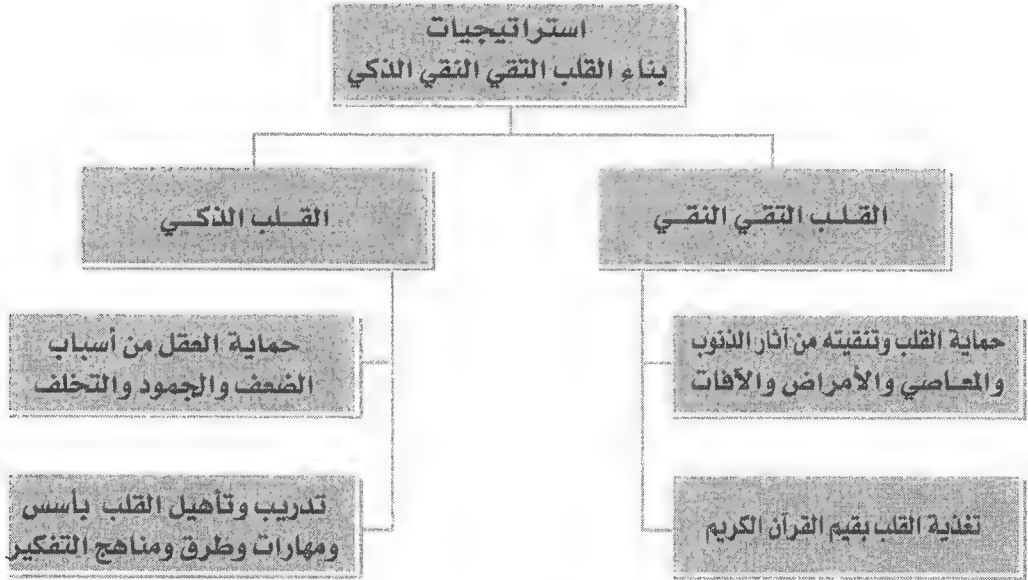 استراتيجيات
بناء القلب التقي النقي الذكي
القلب التقي النقي
القلب الذكي
حماية القلب وتنقيته من آثار الذنوب
والمعاصي والأمراض والآفات
حماية العقل من أسباب
الضعف والجمود والتخلف
تغذية القلب بقيم القرآن الكريم
تدريب وتأهيل القلب بأسس
ومهارات وطرق ومناهج التفكير